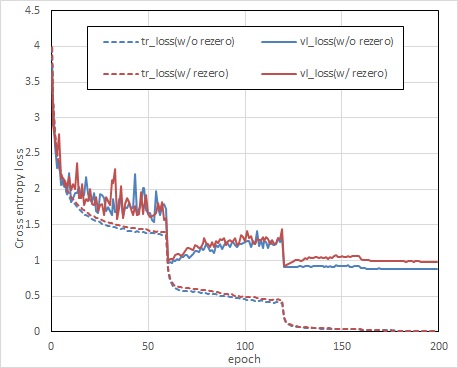 4.5
4
3.5
3
2.5
2
1.5
1
0.5
0
Cross entropy loss
tr_loss(w/o rezero) vl_loss(w/o rezero)
tr_loss(w/ rezero) vl_loss(w/ rezero)
0 50 100 150 200
epoch